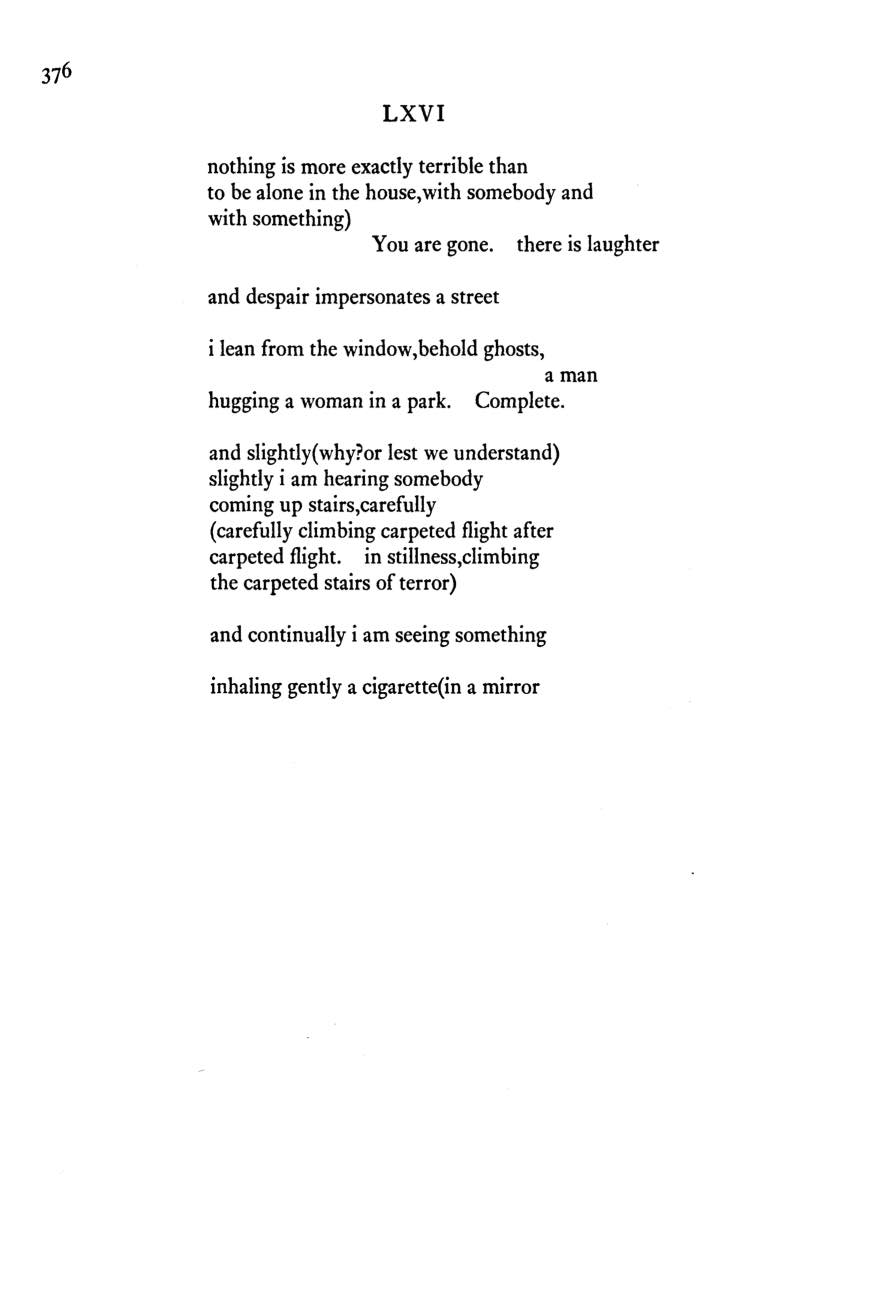 376
LXVI
nothing is more exactly terrible than
to be alone in the house,with somebody and
with something)
You are gone. there is laughter
and despair impersonates a street
i lean from the window,behold ghosts,
a man
hugging a woman in a park. Complete.
and slightly(why?or lest we understand)
slightly i am hearing somebody
coming up stairs,carefully
(carefully climbing carpeted flight after
carpeted flight. in stillness,climbing
the carpeted stairs of terror)
and continually i am seeing something
inhaling gently a cigarette(in a mirror